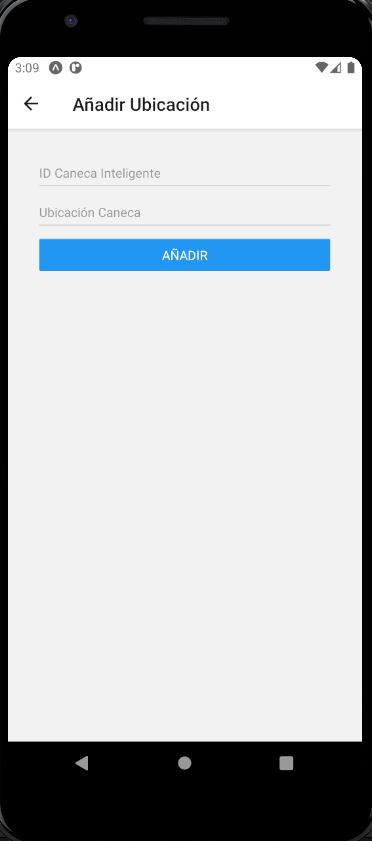 3:09
Añadir Ubicación
ID Caneca Inteligente
Ubicación Caneca
AÑADIR